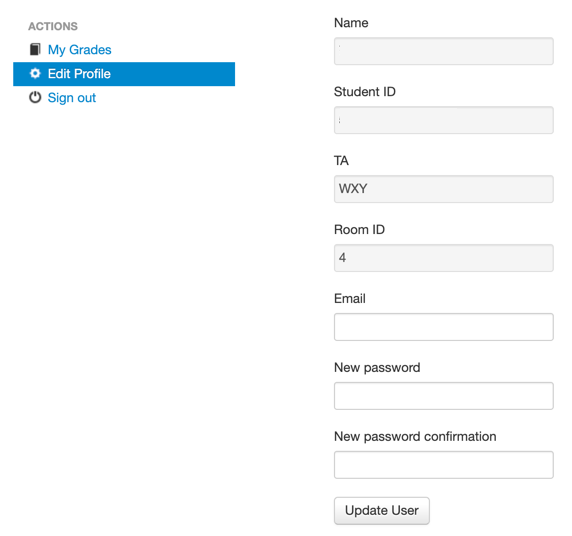 ACTIONS
My Grades
Edit Profile
Sign out
Name
Student ID
TA
WXY
Room ID
4
Email
New password
New password confirmation
Update User